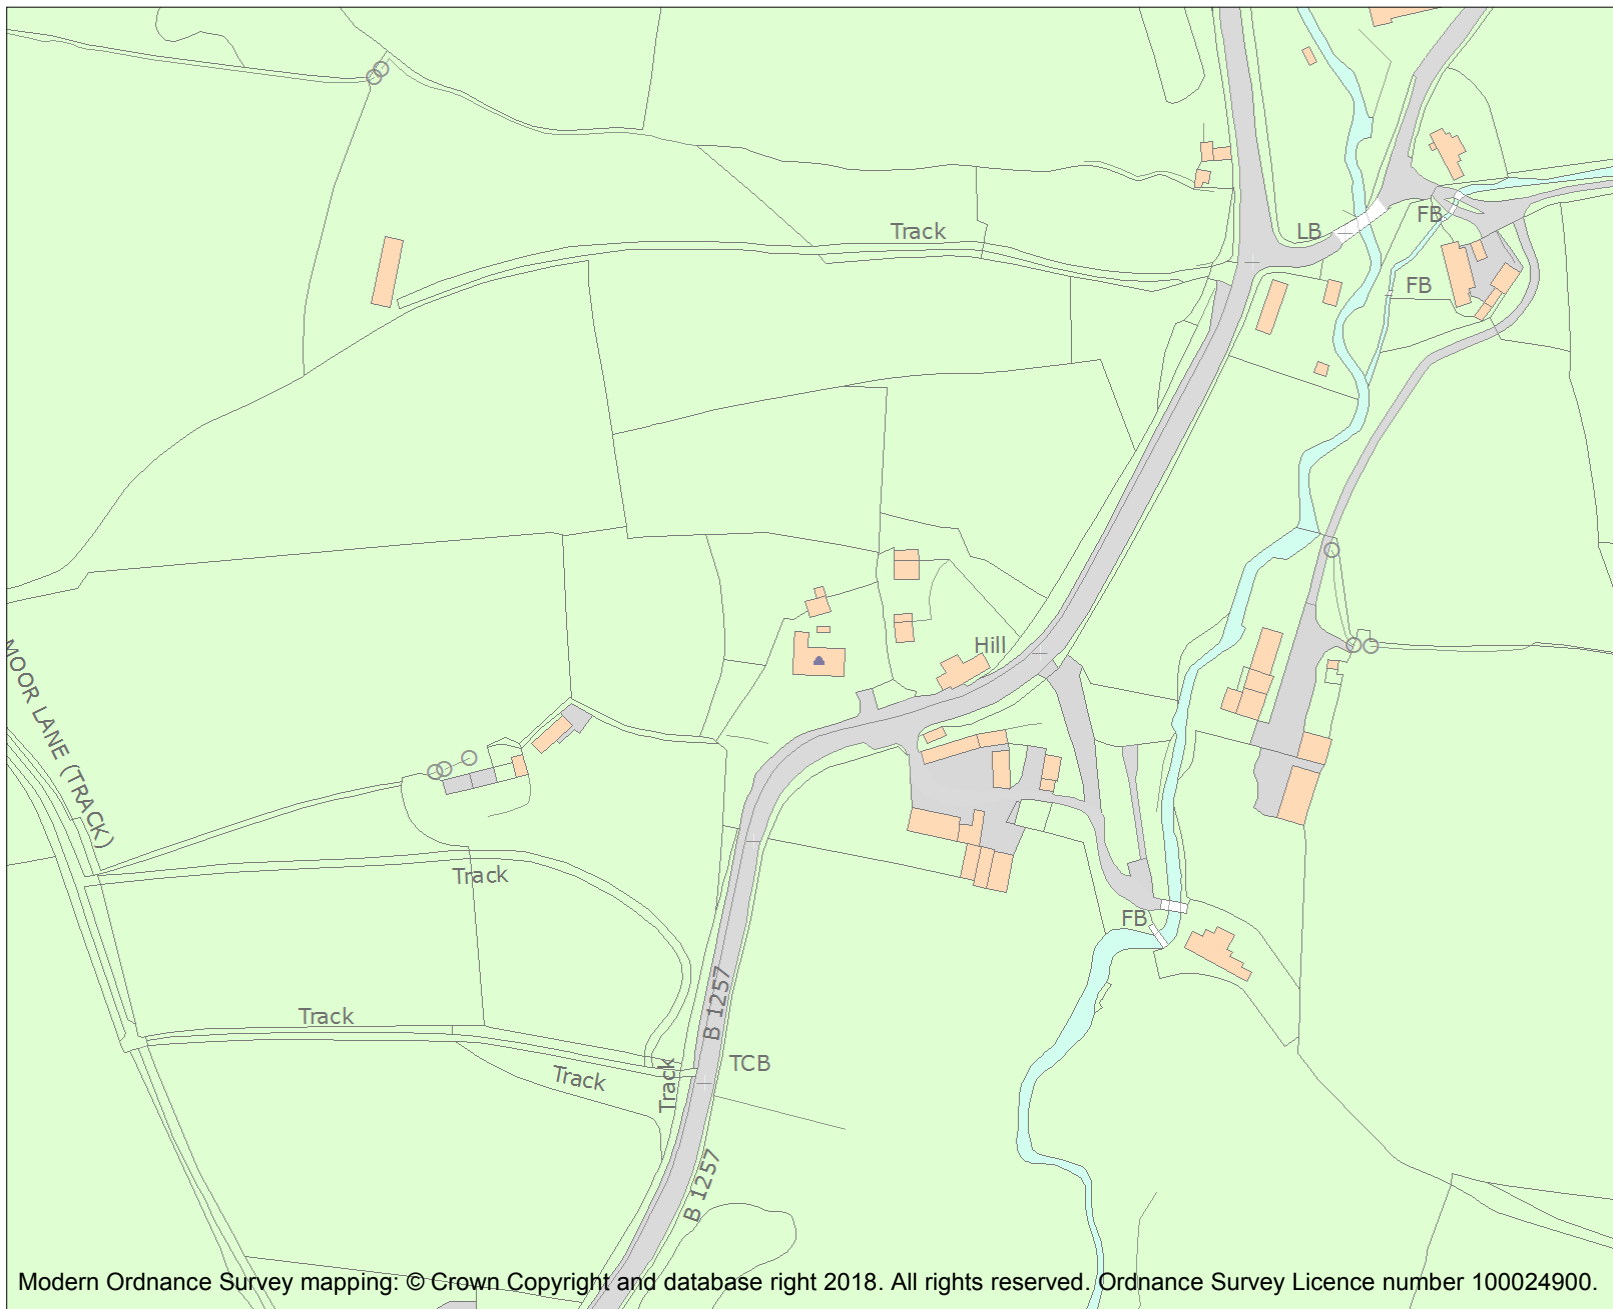 Track
LB
FB
FB
Hill
MOOR LANE (TRACK)
Track
FB
B 1257
Track
TCB
Track
Track
B 1257
Modern Ordnance Survey mapping: © Crown Copyright and database right 2018. All rights reserved. Ordnance Survey Licence number 100024900.